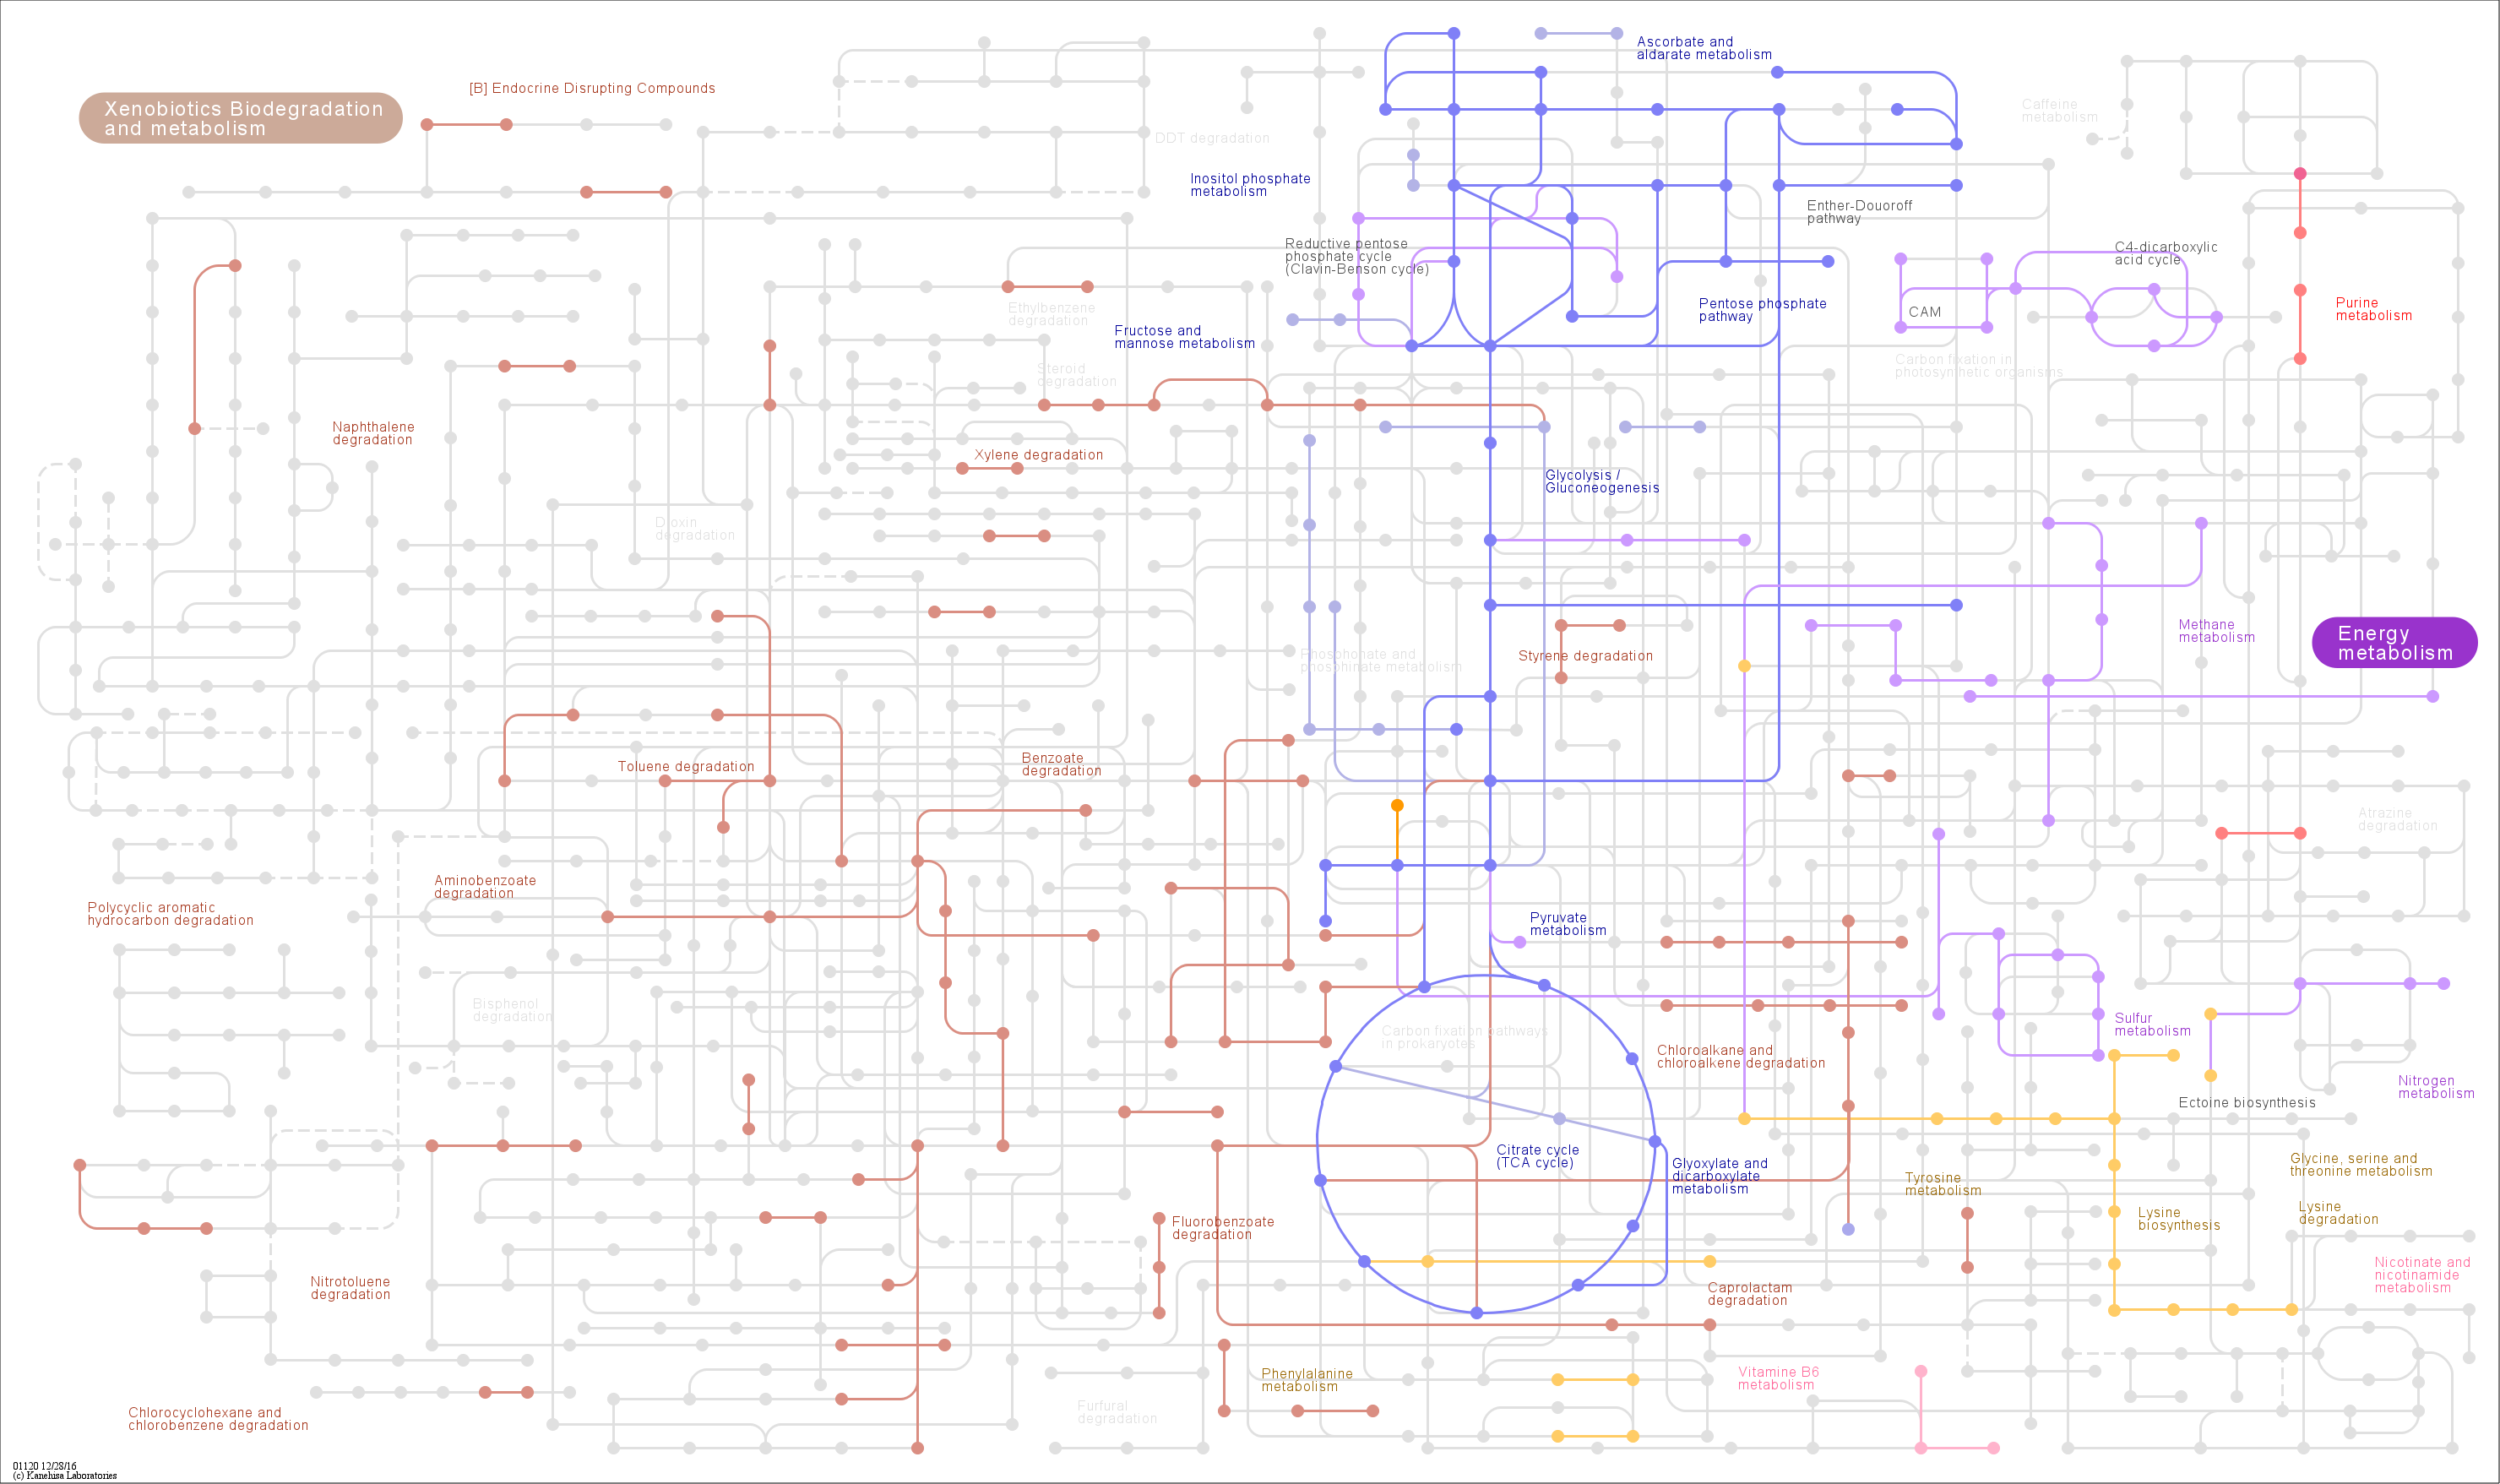 Ascorbate and
aldarate metabolism
[B] Endocrine Disrupting Compounds
Xenobiotics Biodegradation
and metabolism
Caffeine
metabolism
DDT degradation
Inositol phosphate
metabolism
Enther-Douoroff
pathway
Reductive pentose
phosphate cycle
(Clavin-Benson cycle)
C4-dicarboxylic
acid cycle
Ethylbenzene
degradation
Pentose phosphate
pathway
CAM
Purine
metabolism
Fructose and
mannose metabolism
Carbon fixation in
photosynthetic organisms
Steroid
degradation
Naphthalene
degradation
Xylene degradation
Glycolysis /
Gluconeogenesis
Dioxin
degradation
Methane
metabolism
Energy
metabolism
Phosphonate and
phosphinate metabolism
Styrene degradation
Benzoate
degradation
Toluene degradation
Atrazine
degradation
Aminobenzoate
degradation
Polycyclic aromatic
hydrocarbon degradation
Pyruvate
metabolism
Bisphenol
degradation
Carbon fixation pathways
in prokaryotes
Sulfur
metabolism
Chloroalkane and
chloroalkene degradation
Nitrogen
metabolism
Ectoine biosynthesis
Citrate cycle
(TCA cycle)
Glyoxylate and
dicarboxylate
metabolism
Tyrosine
metabolism
Glycine, serine and
threonine metabolism
Lysine
biosynthesis
Lysine
degradation
Fluorobenzoate
degradation
Nitrotoluene
degradation
Caprolactam
degradation
Nicotinate and
nicotinamide
metabolism
Phenylalanine
metabolism
Vitamine B6
metabolism
Furfural
degradation
Chlorocyclohexane and
chlorobenzene degradation
01120 12/28/16
(c) Kanehisa Laboratories